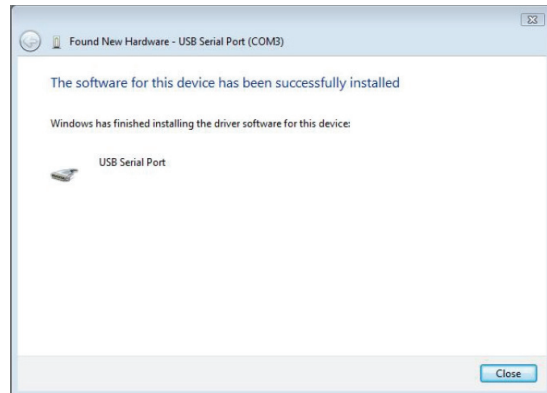 Found New Hardware - USB Serial Port (COM3)
The software for this device has been successfully installed
Windows has finished installing the driver software for this device:
USB Serial Port
Close